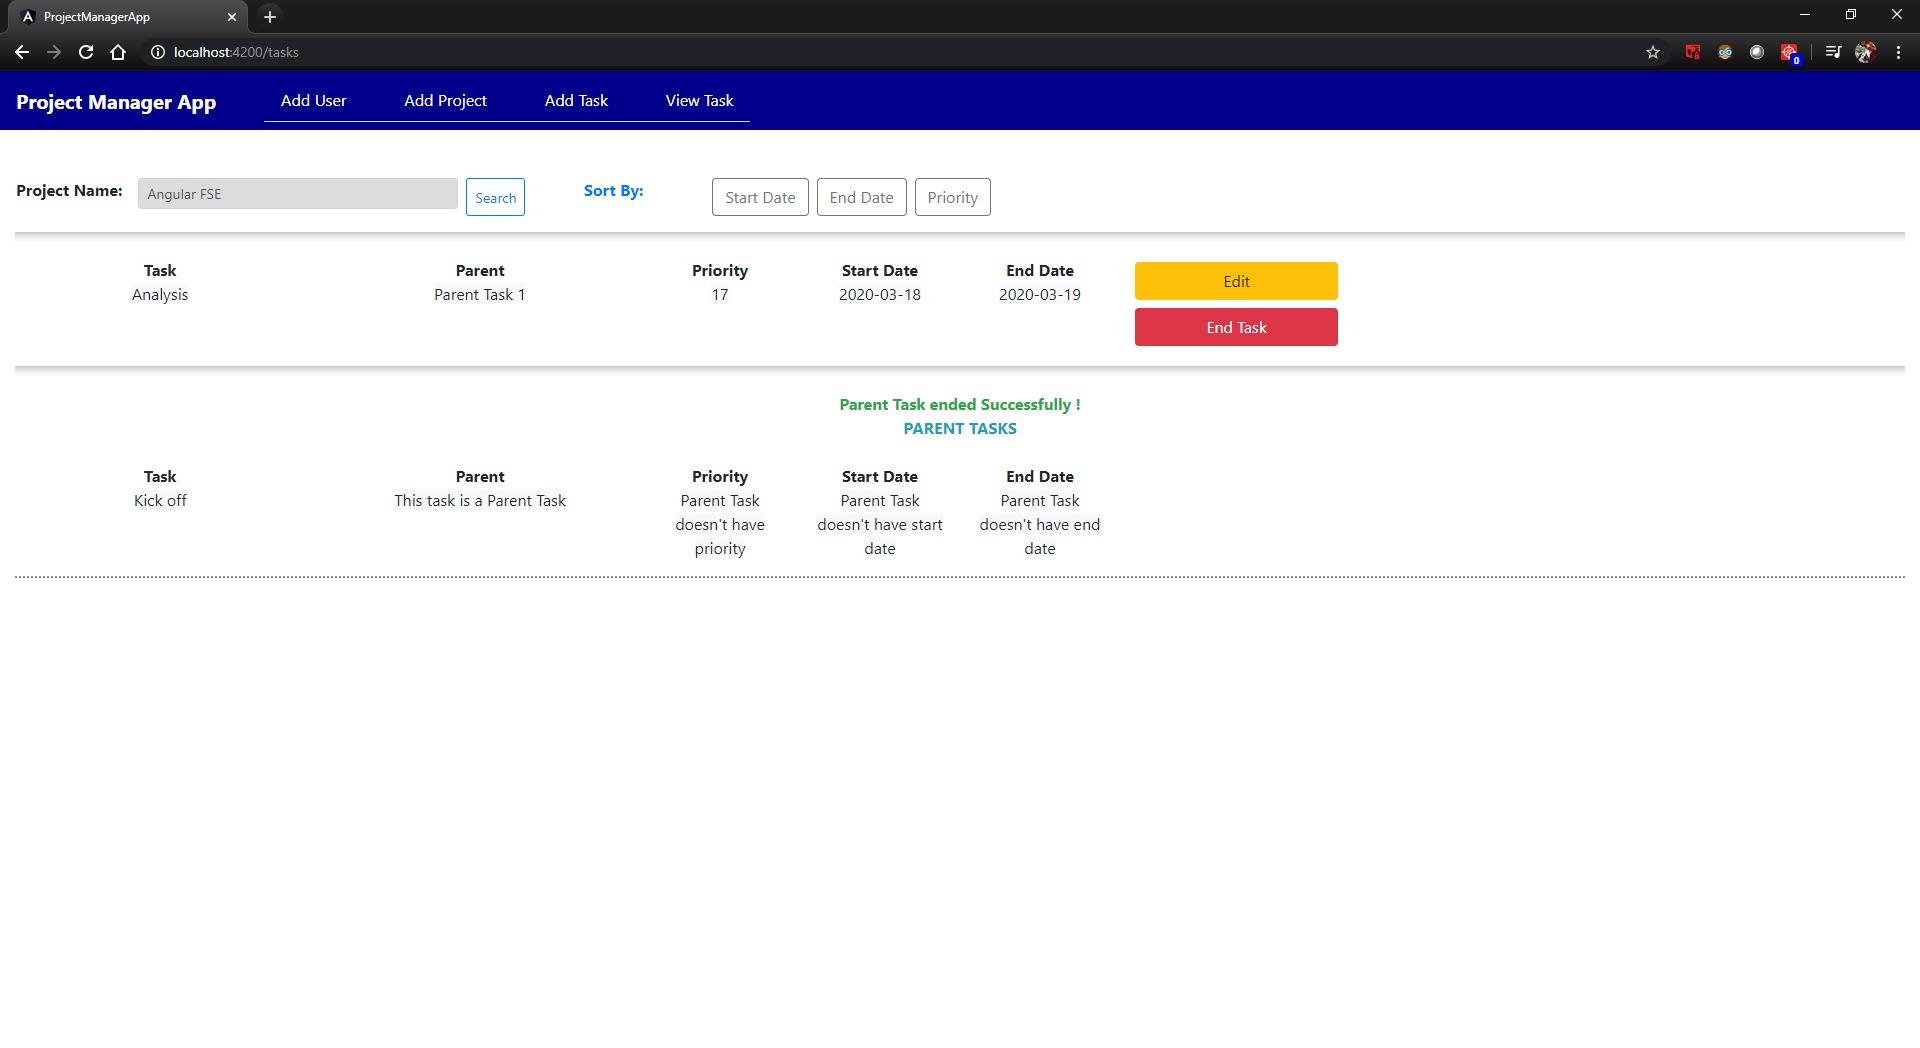 ProjectManagerApp
localhost:4200/tasks
0
Project Manager App Add User Add Project Add Task View Task
Project Name: Angular FSE Search Sort By: Start Date End Date Priority
Task Parent Priority Start Date End Date Edit
Analysis Parent Task 1 17 2020-03-18 2020-03-19
End Task
Parent Task ended Successfully !
PARENT TASKS
Task Parent Priority Start Date End Date
Kick off This task is a Parent Task Parent Task Parent Task Parent Task
doesn't have doesn't have start doesn't have end
priority date date